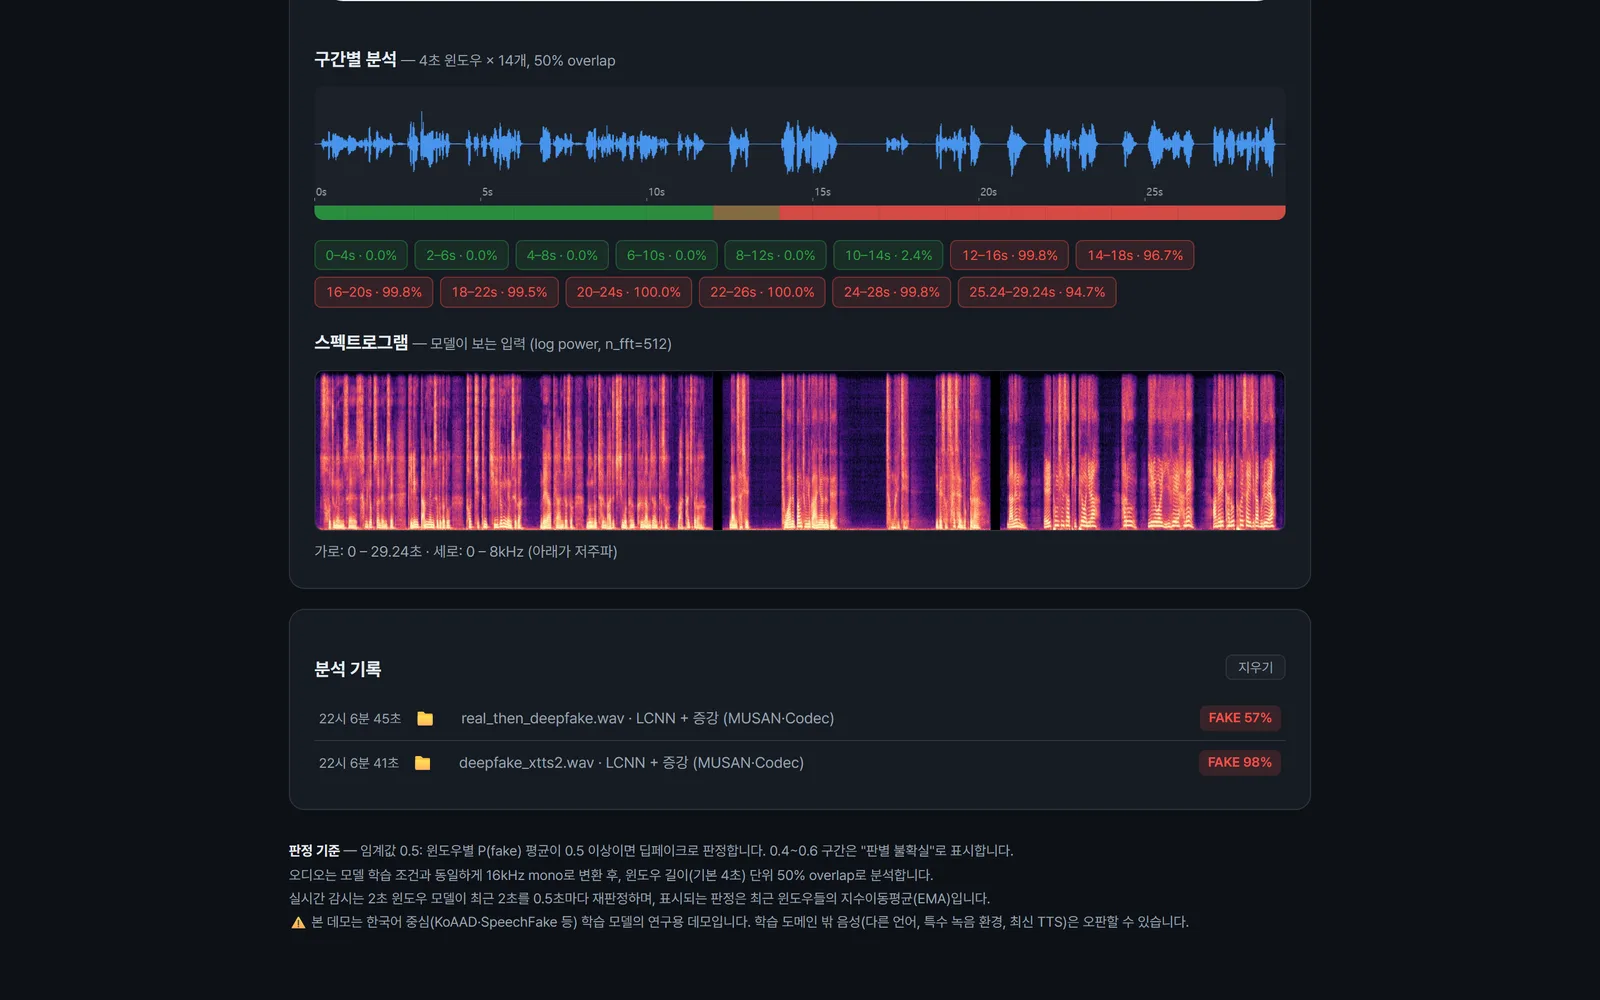 구간별 분석 — 4초 윈도우 × 14개, 50% overlap
0s 5s 10s 15s 20s 25s
0–4s · 0.0% 2–6s · 0.0% 4–8s · 0.0% 6–10s · 0.0% 8–12s · 0.0% 10–14s · 2.4% 12–16s · 99.8% 14–18s · 96.7%
16–20s · 99.8% 18–22s · 99.5% 20–24s · 100.0% 22–26s · 100.0% 24–28s · 99.8% 25.24–29.24s · 94.7%
스펙트로그램 — 모델이 보는 입력 (log power, n_fft=512)
가로: 0 – 29.24초 · 세로: 0 – 8kHz (아래가 저주파)
분석 기록 지우기
22시 6분 45초 real_then_deepfake.wav · LCNN + 증강 (MUSAN·Codec) FAKE 57%
22시 6분 41초 deepfake_xtts2.wav · LCNN + 증강 (MUSAN·Codec) FAKE 98%
판정 기준 — 임계값 0.5: 윈도우별 P(fake) 평균이 0.5 이상이면 딥페이크로 판정합니다. 0.4~0.6 구간은 "판별 불확실"로 표시합니다.
오디오는 모델 학습 조건과 동일하게 16kHz mono로 변환 후, 윈도우 길이(기본 4초) 단위 50% overlap로 분석합니다.
실시간 감시는 2초 윈도우 모델이 최근 2초를 0.5초마다 재판정하며, 표시되는 판정은 최근 윈도우들의 지수이동평균(EMA)입니다.
⚠️ 본 데모는 한국어 중심(KoAAD·SpeechFake 등) 학습 모델의 연구용 데모입니다. 학습 도메인 밖 음성(다른 언어, 특수 녹음 환경, 최신 TTS)은 오판할 수 있습니다.